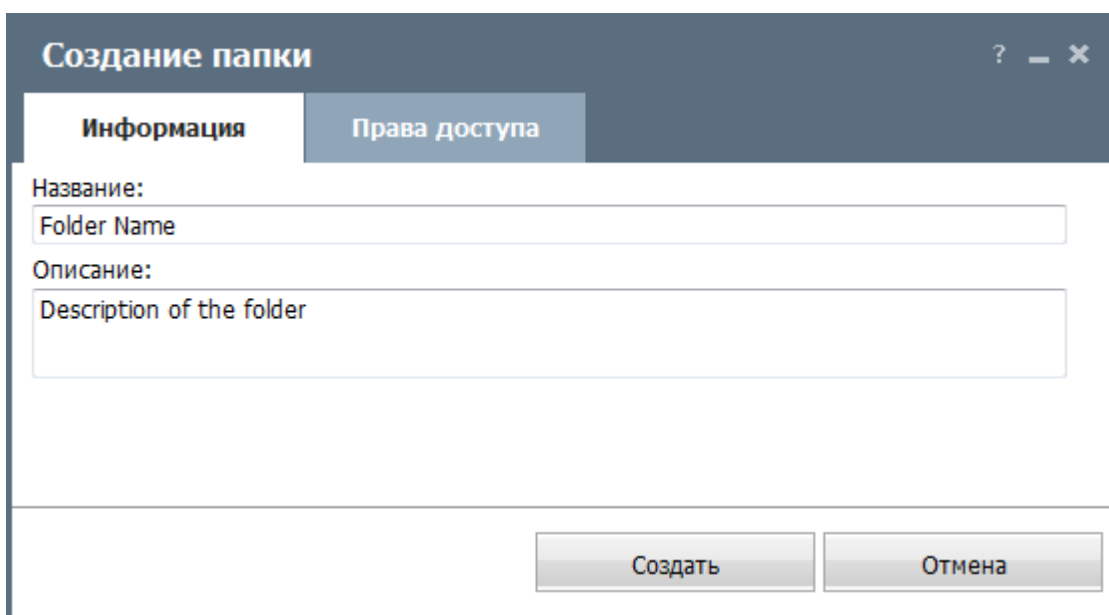 Создание папки
?
Информация Права доступа
Название:
Folder Name
Описание:
Description of the folder
Создать Отмена